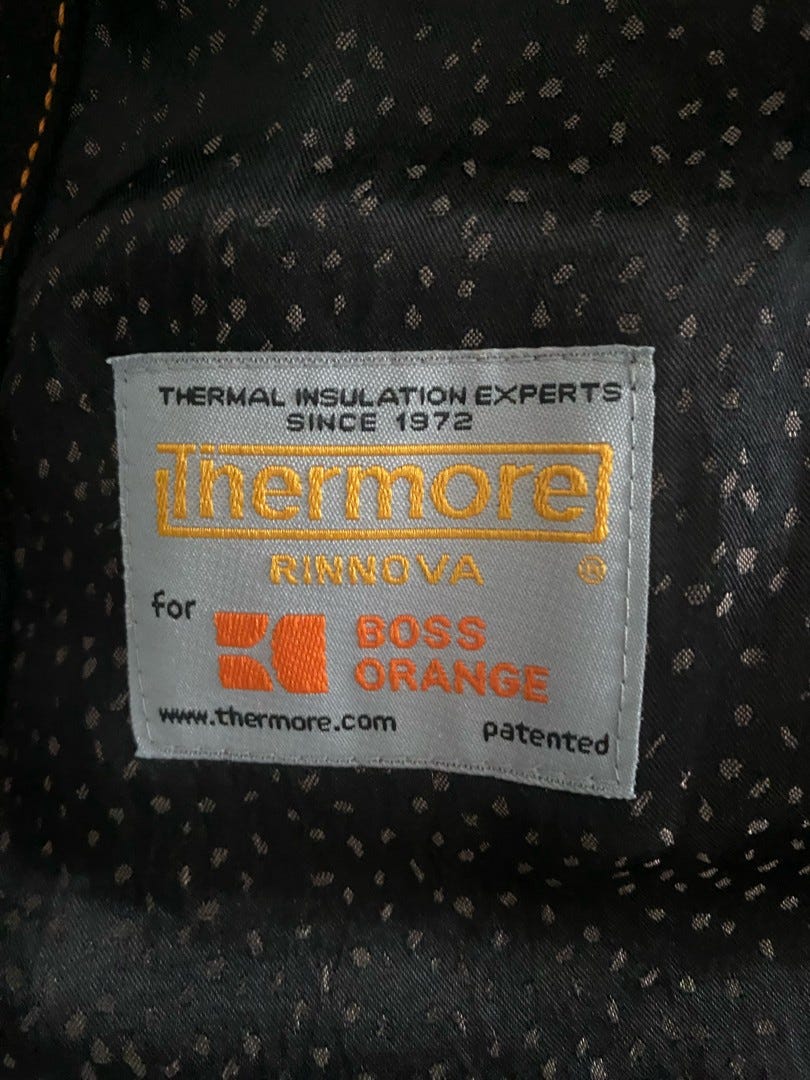 THERMAL INSULATION EXPERTS
SINCE 1972
Thermore
RINNOVA ®
for BOSS
ORANGE
www.thermore.com patented